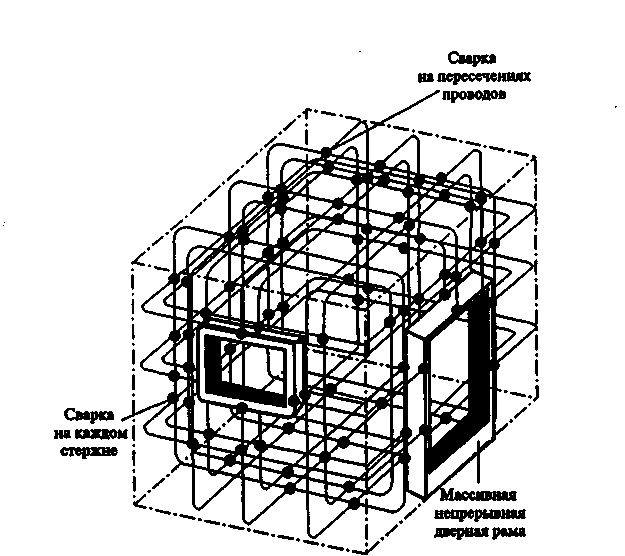 Сварка
на пересечениях
проводов
Сварка
на каждом
стержне
Массивная
непрерывная
дверная рама